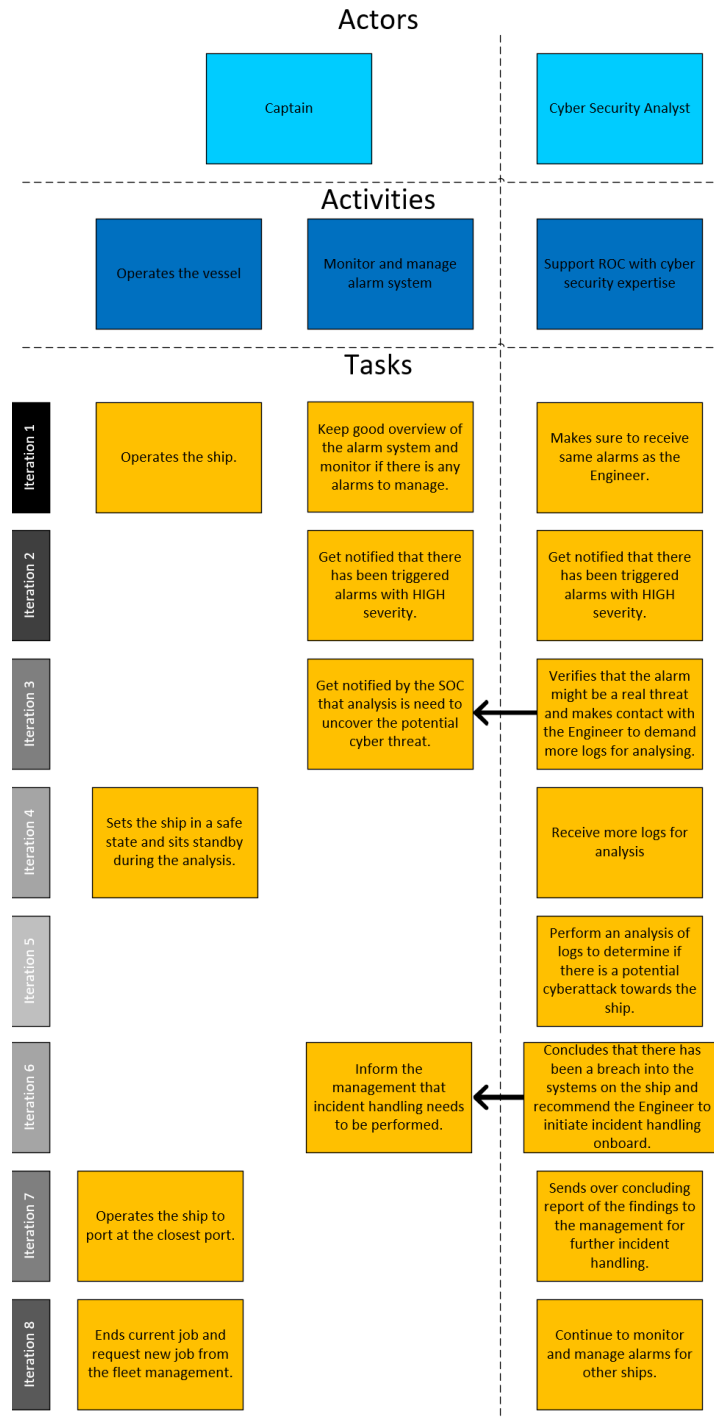 Actors
Captain
Cyber Security Analyst
Activities
Operates the vessel
Monitor and manage
alarm system
Support ROC with cyber
security expertise
Tasks
Iteration 1
Operates the ship.
Keep good overview of
the alarm system and
monitor if there is any
alarms to manage.
Makes sure to receive
same alarms as the
Engineer.
Iteration 2
Get notified that there
has been triggered
alarms with HIGH
severity.
Get notified that there
has been triggered
alarms with HIGH
severity.
Iteration 3
Get notified by the SOC
that analysis is need to
uncover the potential
cyber threat.
Verifies that the alarm
might be a real threat
and makes contact with
the Engineer to demand
more logs for analysing.
Iteration 4
Sets the ship in a safe
state and sits standby
during the analysis.
Receive more logs for
analysis
Iteration 5
Perform an analysis of
logs to determine if
there is a potential
cyberattack towards the
ship.
Iteration 6
Inform the
management that
incident handling needs
to be performed.
Concludes that there has
been a breach into the
systems on the ship and
recommend the Engineer to
initiate incident handling
onboard.
Iteration 7
Operates the ship to
port at the closest port.
Sends over concluding
report of the findings to
the management for
further incident
handling.
Iteration 8
Ends current job and
request new job from
the fleet management.
Continue to monitor
and manage alarms for
other ships.